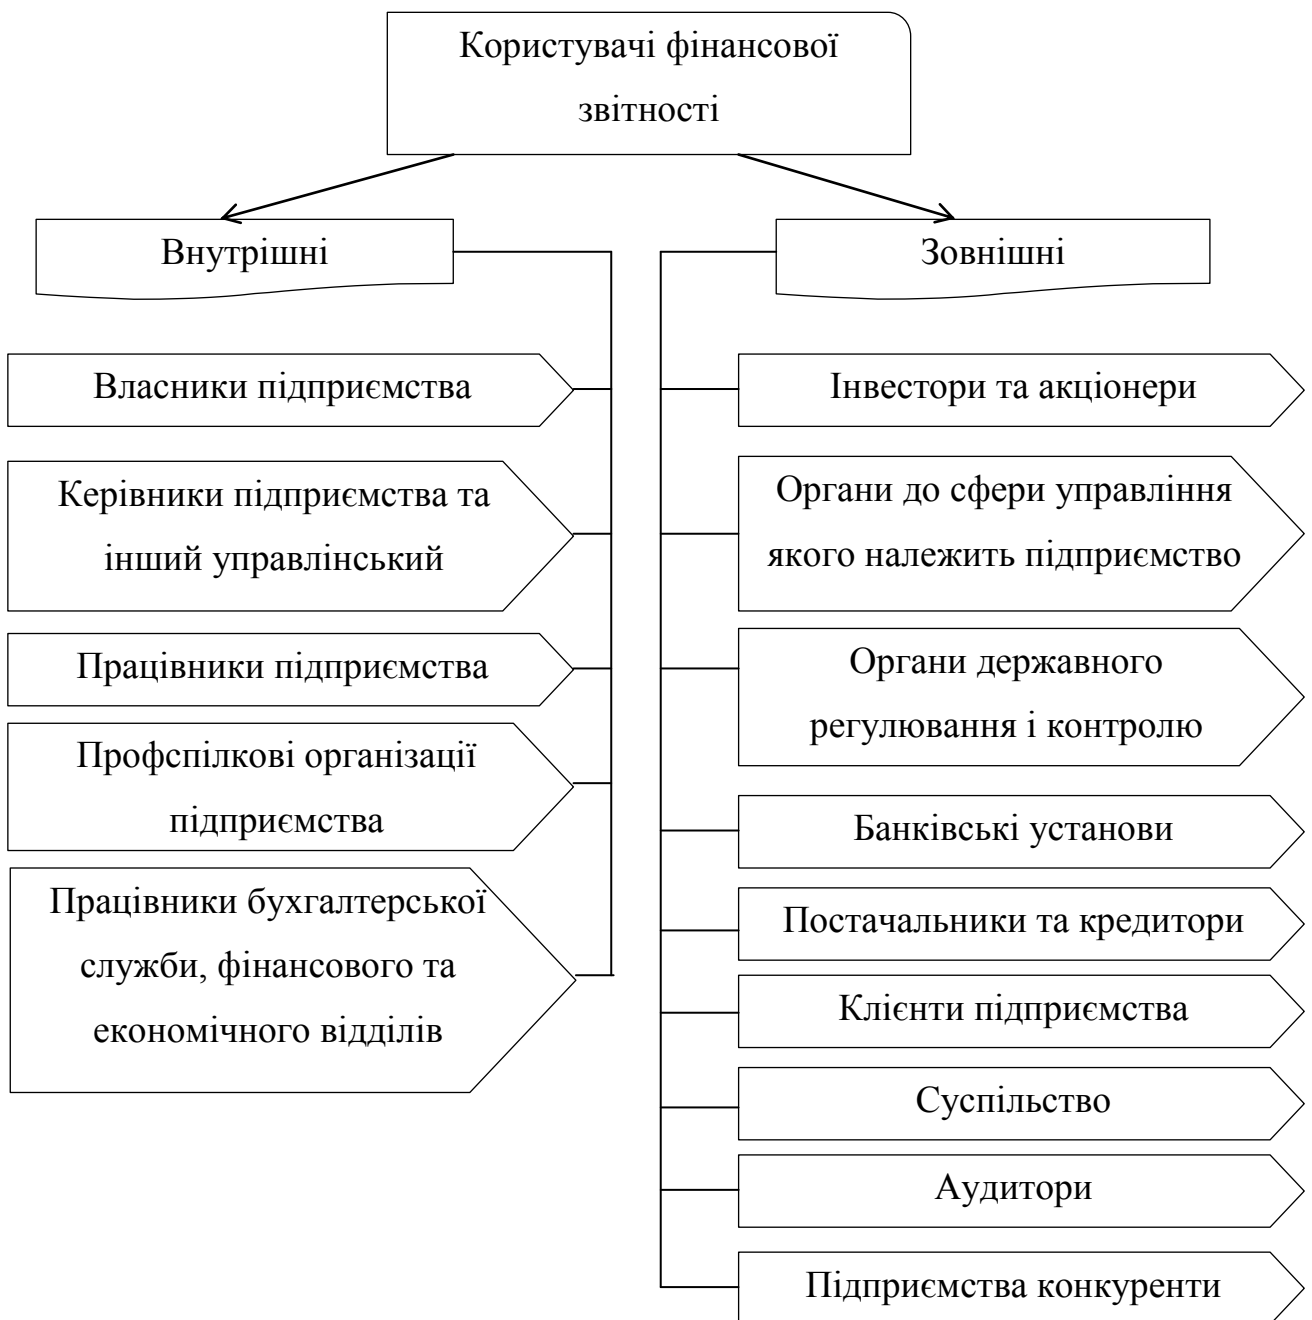 Користувачі фінансової
звітності
Внутрішні
Зовнішні
Власники підприємства
Керівники підприємства та
інший управлінський
Працівники підприємства
Профспілкові організації
підприємства
Працівники бухгалтерської
служби, фінансового та
економічного відділів
Інвестори та акціонери
Органи до сфери управління
якого належить підприємство
Органи державного
регулювання і контролю
Банківські установи
Постачальники та кредитори
Клієнти підприємства
Суспільство
Аудитори
Підприємства конкуренти